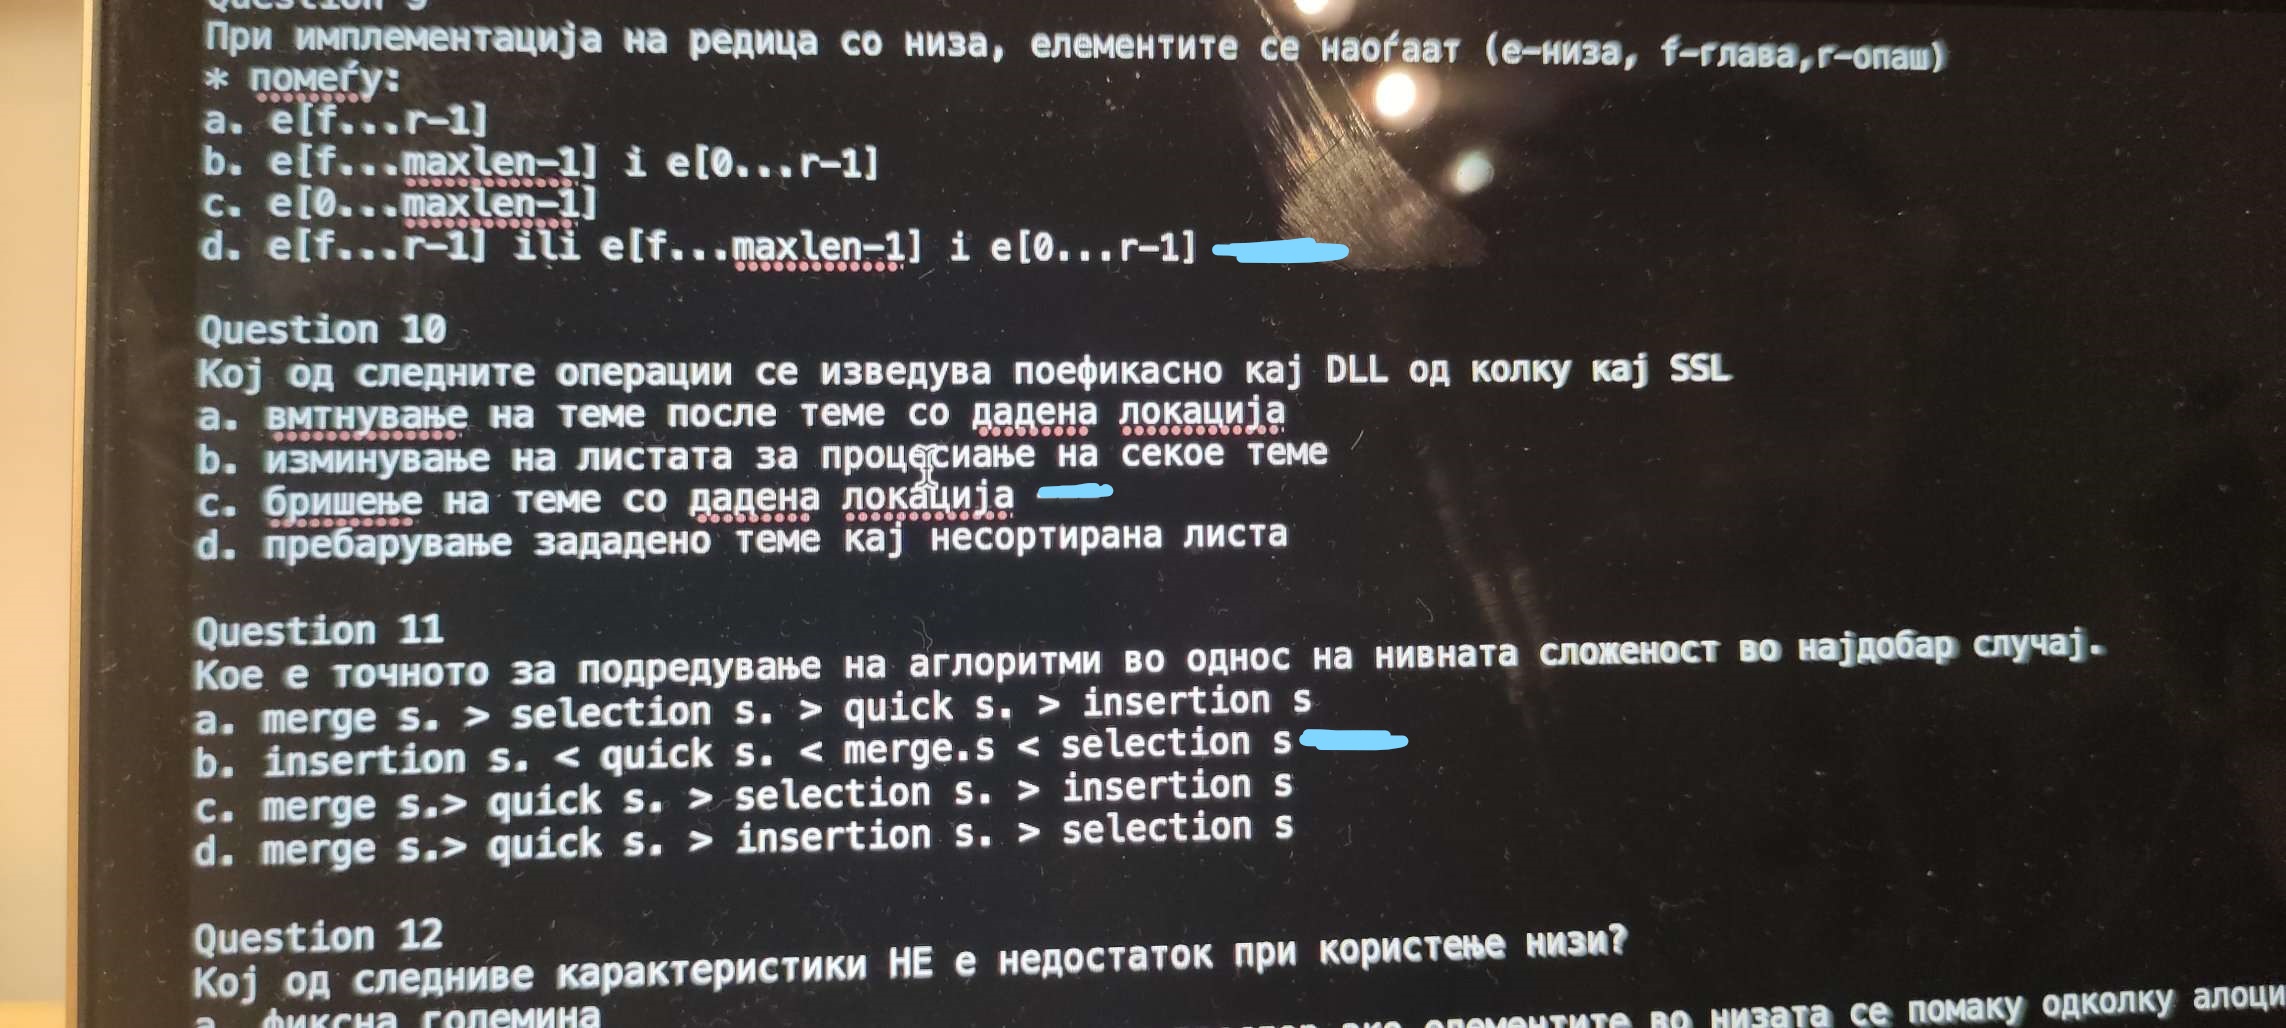 Question 9
При имплементација на редица со низа, елементите се наоѓаат (е-низа, f-глава,r-опаш)
* помеѓу:
a. e[f...r-1]
b. e[f...maxlen-1] i e[0...r-1]
c. e[0...maxlen-1]
d. e[f...r-1] ili e[f...maxlen-1] i e[0...r-1]
Question 10
Кој од следните операции се изведува поефикасно кај DLL од колку кај SSL
a. вмтнување на теме после теме со дадена локација
b. изминување на листата за процесиање на секое теме
c. бришење на теме со дадена локација
d. пребарување зададено теме кај несортирана листа
Question 11
Кое е точното за подредување на аглоритми во однос на нивната сложеност во најдобар случај.
a. merge s. > selection s. > quick s. > insertion s
b. insertion s. < quick s. < merge.s < selection s
c. merge s.> quick s. > selection s. > insertion s
d. merge s.> quick s. > insertion s. > selection s
Question 12
Кој од следниве карактеристики НЕ е недостаток при користење низи?
a. фиксна големина
ако елементите во низата се помаку одколку алоци